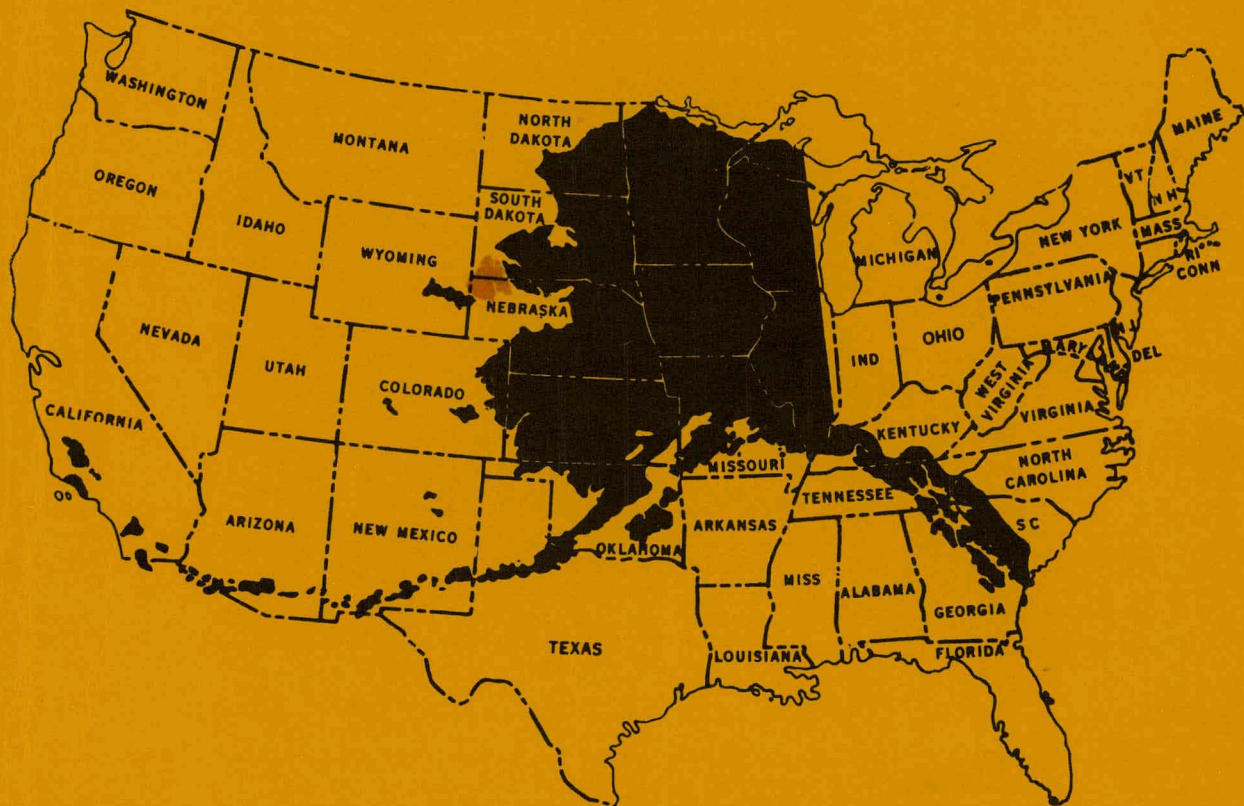 WASHINGTON
OREGON
IDAHO
MONTANA
NORTH
DAKOTA
SOUTH
DAKOTA
WYOMING
NEBRASKA
NEVADA
UTAH
COLORADO
CALIFORNIA
ARIZONA
NEW MEXICO
TEXAS
OKLAHOMA
MISSOURI
ARKANSAS
LOUISIANA
MISS
ALABAMA
GEORGIA
FLORIDA
TENNESSEE
KENTUCKY
IND
OHIO
MICHIGAN
WEST
VIRGINIA
VIRGINIA
NORTH
CAROLINA
SC
PENNSYLVANIA
NEW YORK
MAINE
VT
NH
MASS
RI
CONN
DEL